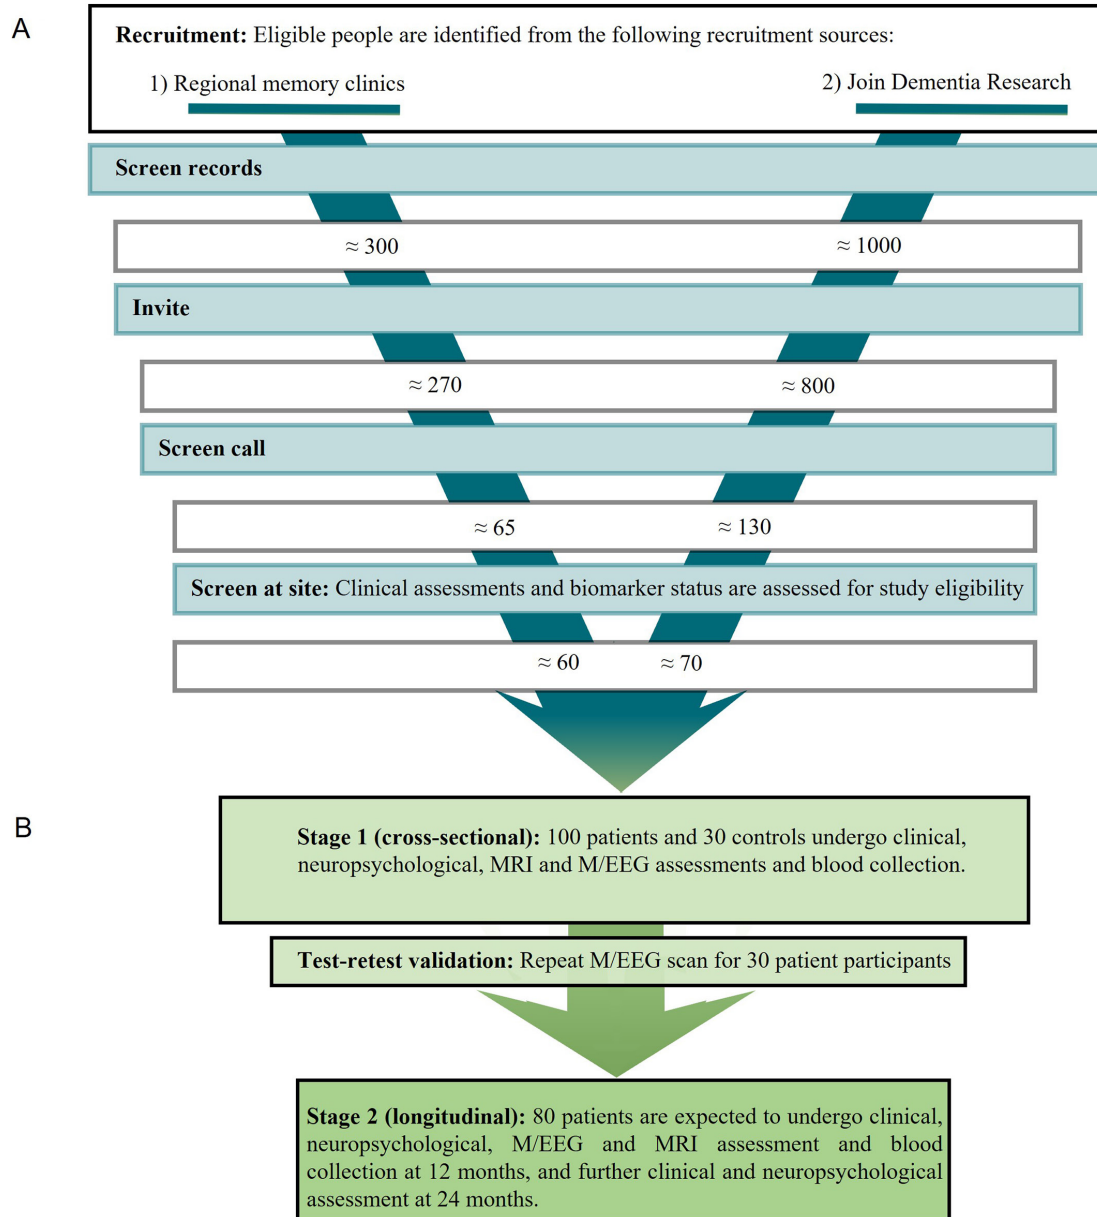 A
Recruitment: Eligible people are identified from the following recruitment sources:
1) Regional memory clinics 2) Join Dementia Research
Screen records
≈ 300 ≈ 1000
Invite
≈ 270 ≈ 800
Screen call
≈ 65 ≈ 130
Screen at site: Clinical assessments and biomarker status are assessed for study eligibility
≈ 60 ≈ 70
B
Stage 1 (cross-sectional): 100 patients and 30 controls undergo clinical,
neuropsychological, MRI and M/EEG assessments and blood collection.
Test-retest validation: Repeat M/EEG scan for 30 patient participants
Stage 2 (longitudinal): 80 patients are expected to undergo clinical,
neuropsychological, M/EEG and MRI assessment and blood
collection at 12 months, and further clinical and neuropsychological
assessment at 24 months.